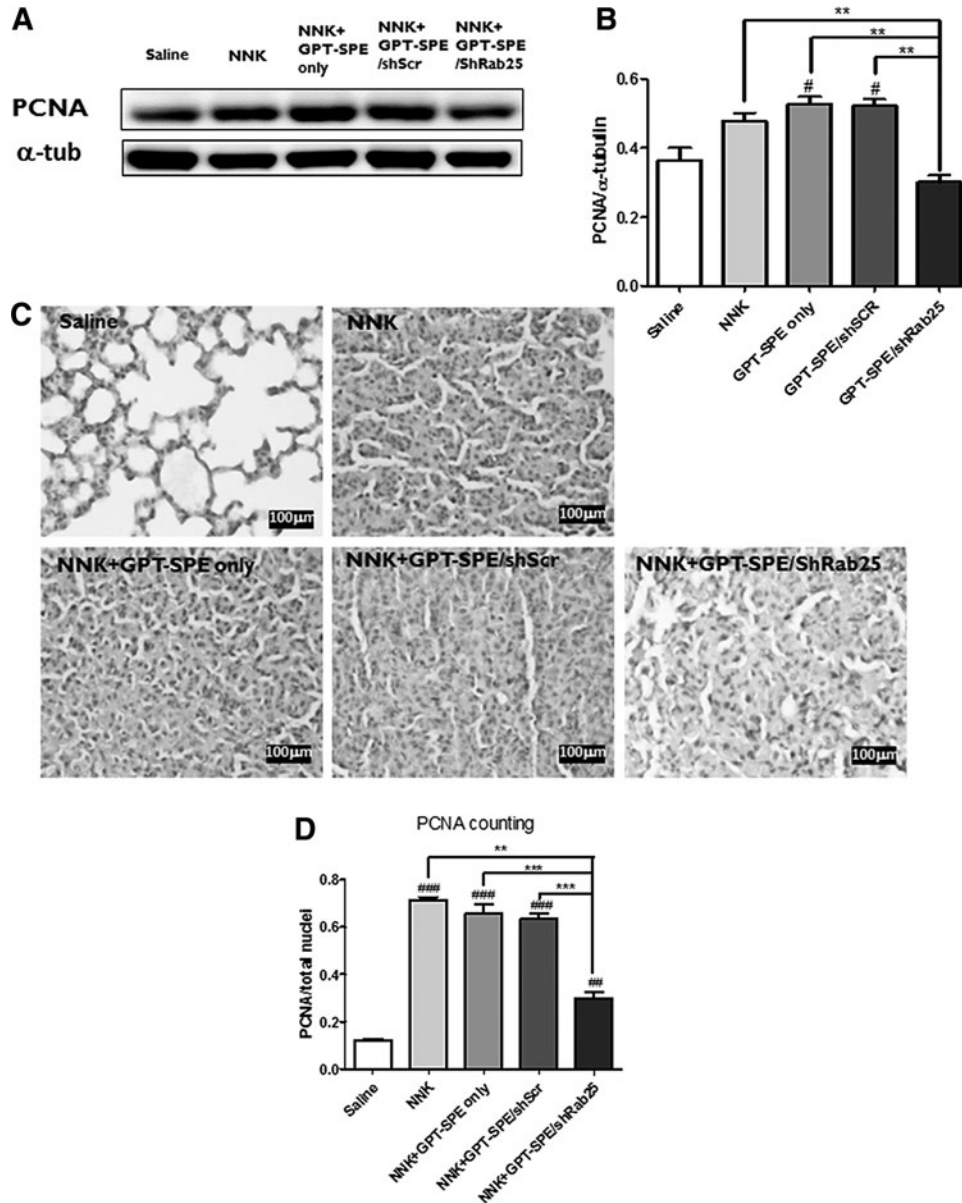 A
Saline
NNK
NNK+
GPT-SPE
only
NNK+
GPT-SPE
/shScr
NNK+
GPT-SPE
/ShRab25
PCNA
α-tub
B
**
**
**
#
#
0.6
0.4
0.2
0.0
PCNA/α-tubulin
Saline
NNK
GPT-SPE only
GPT-SPE/shSCR
GPT-SPE/shRab25
C
Saline
100µm
NNK
100µm
NNK+GPT-SPE only
100µm
NNK+GPT-SPE/shScr
100µm
NNK+GPT-SPE/ShRab25
100µm
D
PCNA counting
**
***
***
###
###
###
##
0.8
0.6
0.4
0.2
0.0
PCNA/total nuclei
Saline
NNK
NNK+GPT-SPE only
NNK+GPT-SPE/shScr
NNK+GPT-SPE/shRab25